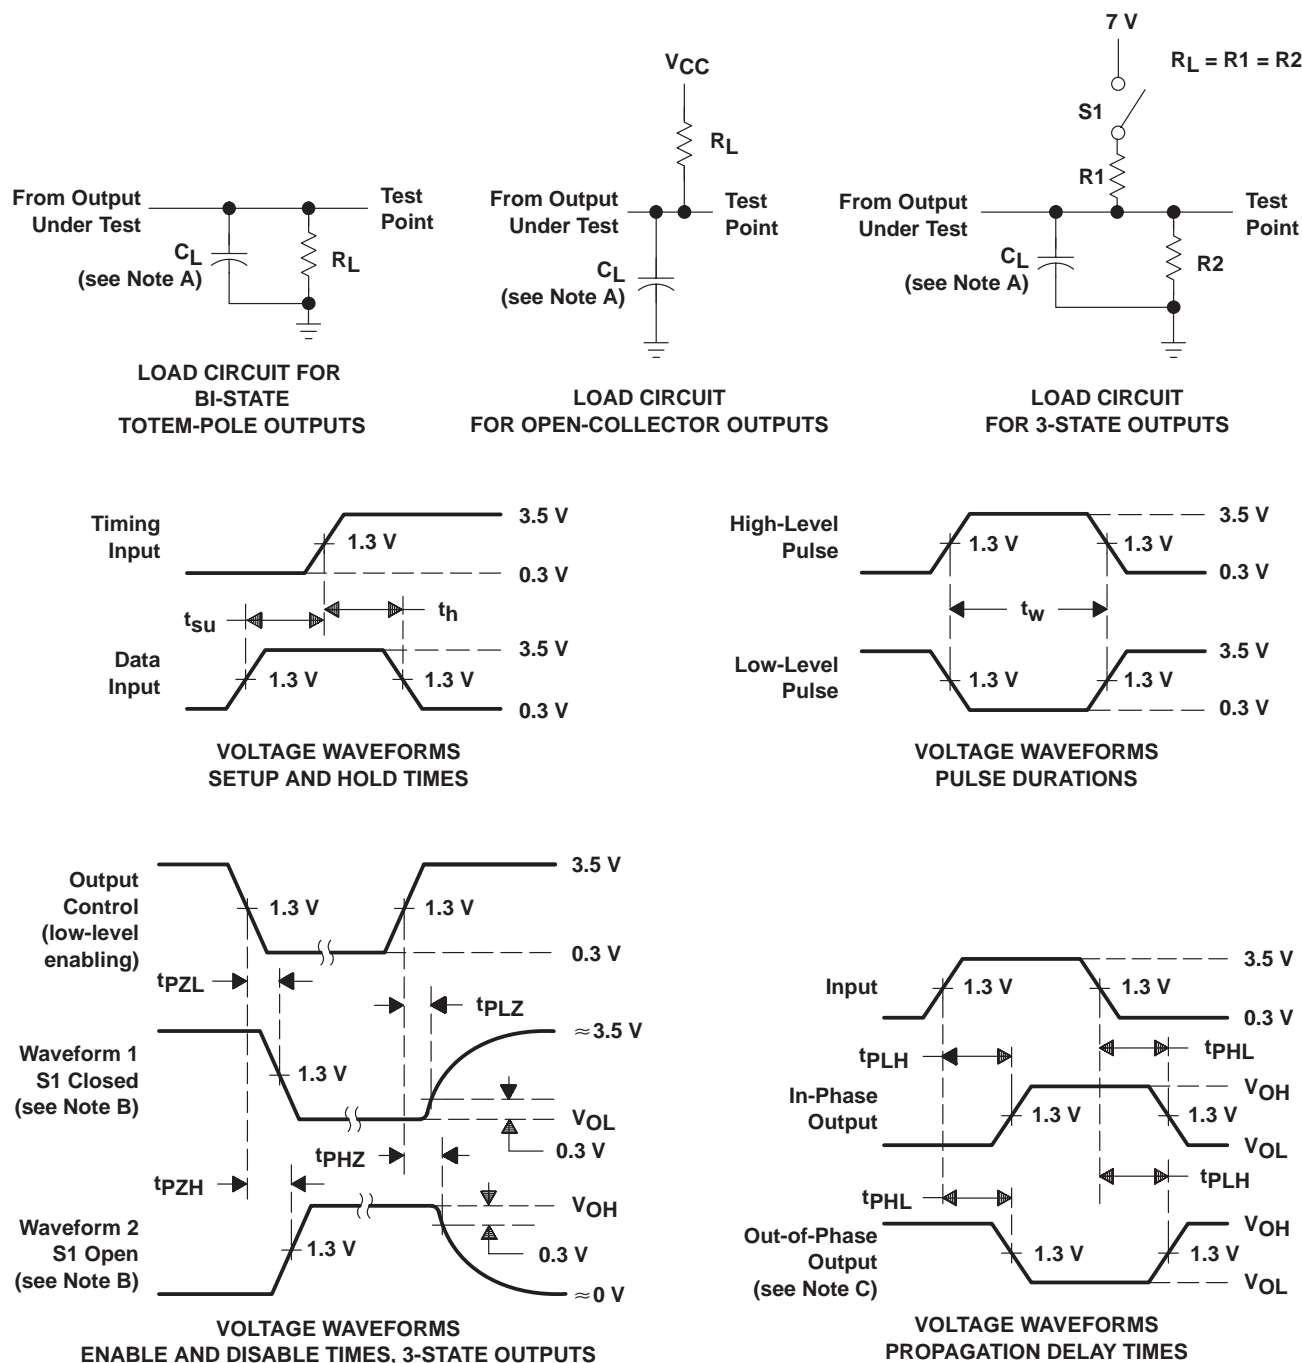 From Output
Under Test
Test
Point
CL
(see Note A)
RL
LOAD CIRCUIT FOR
BI-STATE
TOTEM-POLE OUTPUTS
VCC
RL
From Output
Under Test
Test
Point
CL
(see Note A)
LOAD CIRCUIT
FOR OPEN-COLLECTOR OUTPUTS
7 V
RL = R1 = R2
S1
R1
From Output
Under Test
Test
Point
CL
(see Note A)
R2
LOAD CIRCUIT
FOR 3-STATE OUTPUTS
Timing
Input
1.3 V
3.5 V
0.3 V
tsu
th
Data
Input
1.3 V
1.3 V
3.5 V
0.3 V
VOLTAGE WAVEFORMS
SETUP AND HOLD TIMES
High-Level
Pulse
1.3 V
1.3 V
3.5 V
0.3 V
tw
Low-Level
Pulse
1.3 V
1.3 V
3.5 V
0.3 V
VOLTAGE WAVEFORMS
PULSE DURATIONS
Output
Control
(low-level
enabling)
1.3 V
1.3 V
3.5 V
0.3 V
tPZL
tPLZ
Waveform 1
S1 Closed
(see Note B)
1.3 V
≈3.5 V
VOL
0.3 V
tPHZ
tPZH
Waveform 2
S1 Open
(see Note B)
1.3 V
VOH
0.3 V
≈0 V
VOLTAGE WAVEFORMS
ENABLE AND DISABLE TIMES, 3-STATE OUTPUTS
Input
1.3 V
1.3 V
3.5 V
0.3 V
tPLH
tPHL
In-Phase
Output
1.3 V
1.3 V
VOH
VOL
tPHL
tPLH
Out-of-Phase
Output
(see Note C)
1.3 V
1.3 V
VOH
VOL
VOLTAGE WAVEFORMS
PROPAGATION DELAY TIMES